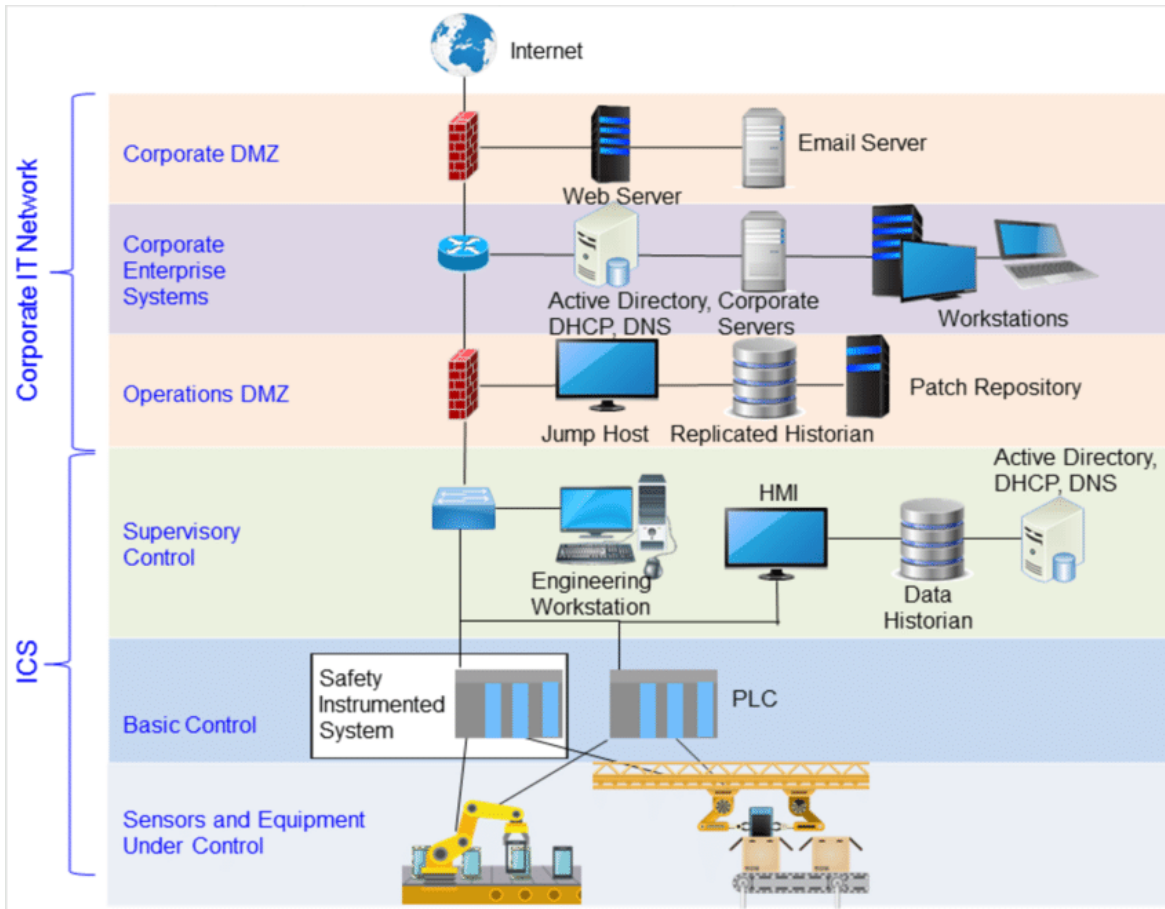 Internet
Corporate IT Network
Corporate DMZ
Web Server
Email Server
Corporate
Enterprise
Systems
Active Directory,
DHCP, DNS
Corporate
Servers
Workstations
Operations DMZ
Jump Host
Replicated Historian
Patch Repository
ICS
Supervisory
Control
Engineering
Workstation
HMI
Data
Historian
Active Directory,
DHCP, DNS
Basic Control
Safety
Instrumented
System
PLC
Sensors and Equipment
Under Control